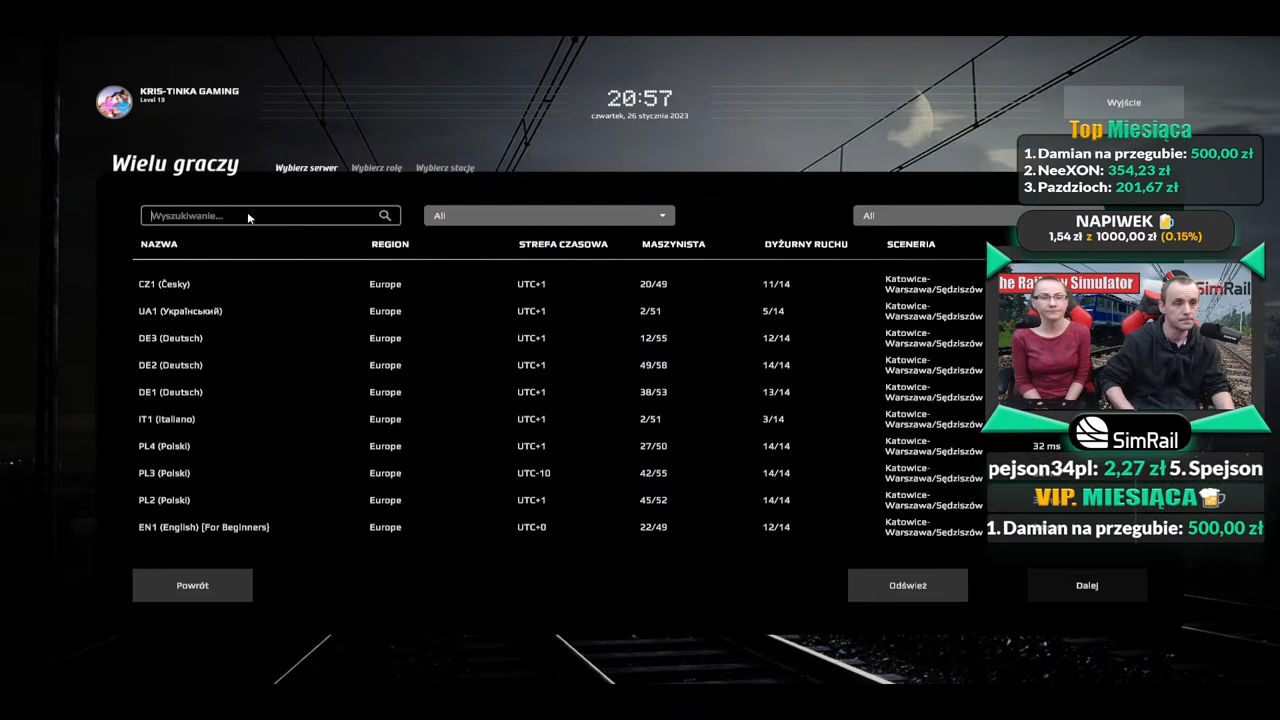 KRIS-TINKA GAMING
Level 13
20:57
czwartek, 26 stycznia 2023
Wyjście
Top Miesiąca
1. Damian na przegubie: 500,00 zł
2. NeeXON: 354,23 zł
3. Pazdzioch: 201,67 zł
Wielu graczy
Wybierz serwer
Wybierz rolę
Wybierz stację
Wyszukiwanie...
All
All
NAPIWEK
1,54 zł z 1000,00 zł (0.15%)
NAZWA REGION STREFA CZASOWA MASZYNISTA DYŻURNY RUCHU SCENERIA
CZ1 (Česky) Europe UTC+1 20/49 11/14 Katowice-
Warszawa/Sędziszów
UA1 (Український) Europe UTC+1 2/51 5/14 Katowice-
Warszawa/Sędziszów
DE3 (Deutsch) Europe UTC+1 12/55 12/14 Katowice-
Warszawa/Sędziszów
DE2 (Deutsch) Europe UTC+1 49/58 14/14 Katowice-
Warszawa/Sędziszów
DE1 (Deutsch) Europe UTC+1 38/53 13/14 Katowice-
Warszawa/Sędziszów
IT1 (italiano) Europe UTC+1 2/51 3/14 Katowice-
Warszawa/Sędziszów
PL4 (Polski) Europe UTC+1 27/50 14/14 Katowice-
Warszawa/Sędziszów 32 ms
PL3 (Polski) Europe UTC-10 42/55 14/14 Katowice-
Warszawa/Sędziszów
PL2 (Polski) Europe UTC+1 45/52 14/14 Katowice-
Warszawa/Sędziszów
EN1 (English) [For Beginners] Europe UTC+0 22/49 12/14 Katowice-
Warszawa/Sędziszów
he Railway Simulator
SimRail
SimRail
pejson34pl: 2,27 zł 5. Spejson
VIP. MIESIĄCA
1. Damian na przegubie: 500,00 zł
Powrót
Odśwież
Dalej